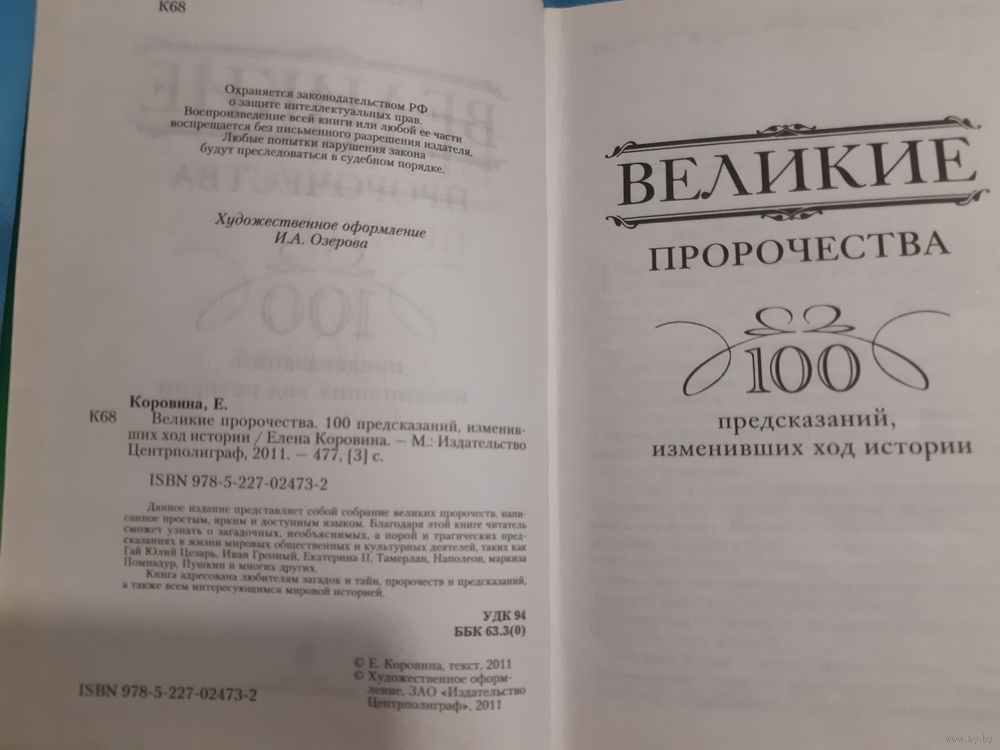 К68
Охраняется законодательством РФ
о защите интеллектуальных прав.
Воспроизведение всей книги или любой ее части
воспрещается без письменного разрешения издателя.
Любые попытки нарушения закона
будут преследоваться в судебном порядке.
Художественное оформление
И.А. Озерова
Коровина, Е.
К68 Великие пророчества. 100 предсказаний, изменив-
ших ход истории / Елена Коровина. — М.: Издательство
Центрполиграф, 2011. — 477, [3] с.
ISBN 978-5-227-02473-2
Данное издание представляет собой собрание великих пророчеств, напи-
санное простым, ярким и доступным языком. Благодаря этой книге читатель
сможет узнать о загадочных, необъяснимых, а порой и трагических пред-
сказаниях в жизни мировых общественных и культурных деятелей, таких как
Гай Юлий Цезарь, Иван Грозный, Екатерина II, Тамерлан, Наполеон, маркиза
Помпадур, Пушкин и многих других.
Книга адресована любителям загадок и тайн, пророчеств и предсказаний,
а также всем интересующимся мировой историей.
УДК 94
ББК 63.3(0)
© Е. Коровина, текст, 2011
© Художественное оформ-
ление, ЗАО «Издательство
Центрполиграф», 2011
ISBN 978-5-227-02473-2
ВЕЛИКИЕ
ПРОРОЧЕСТВА
100
предсказаний,
изменивших ход истории
www.ay.by